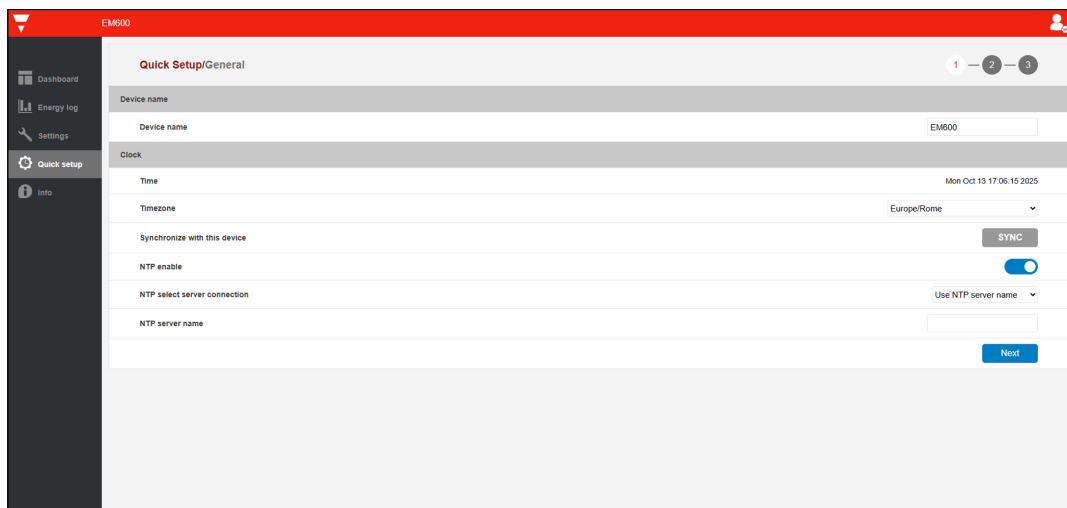 EM600
Dashboard
Energy log
Settings
Quick setup
Info
Quick Setup/General
1 2 3
Device name
Device name EM600
Clock
Time Mon Oct 13 17:06:15 2025
Timezone Europe/Rome
Synchronize with this device SYNC
NTP enable
NTP select server connection Use NTP server name
NTP server name
Next